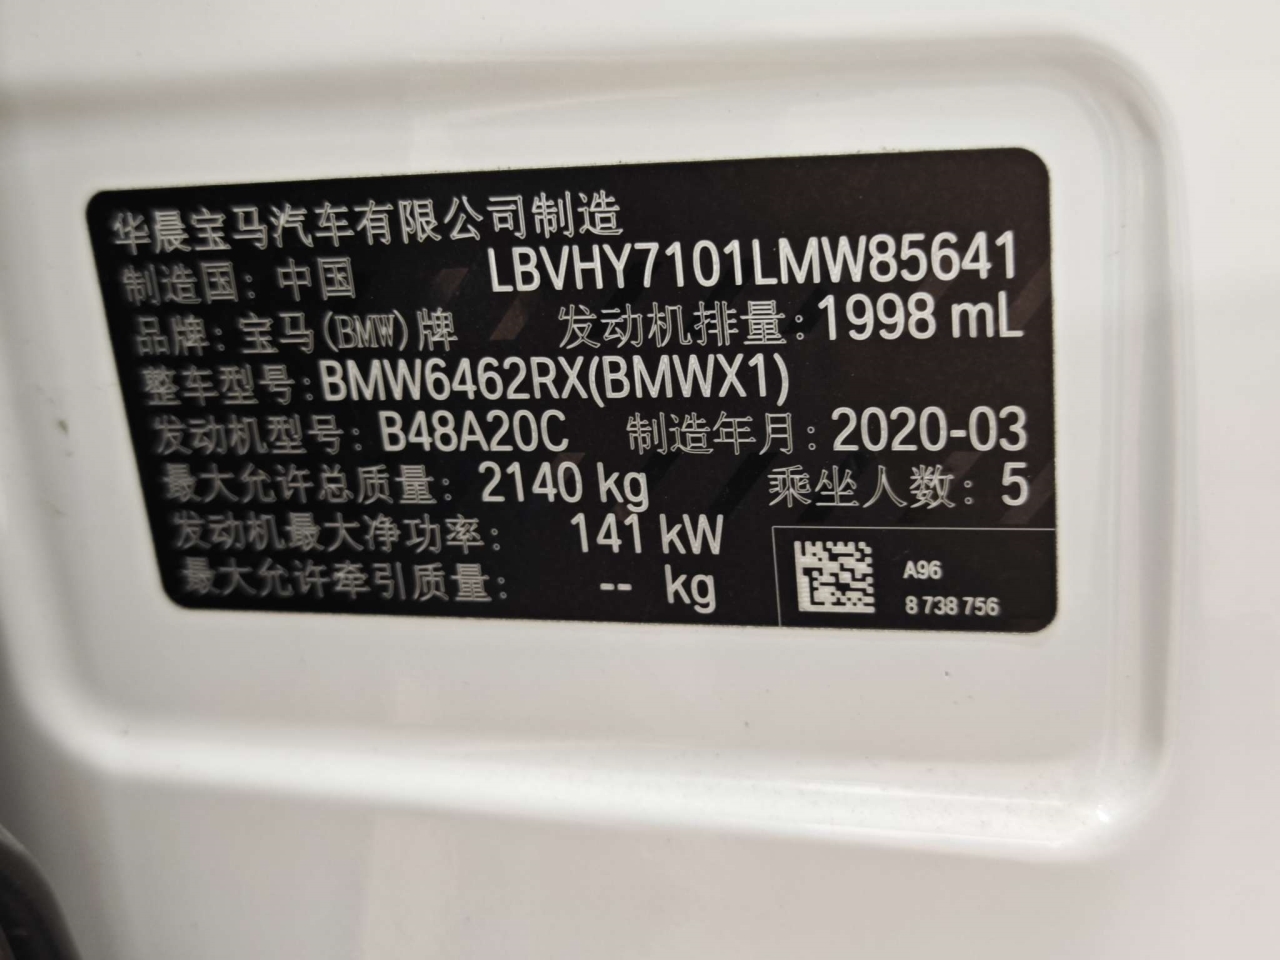 华晨宝马汽车有限公司制造
制造国：中国 LBVHY7101LMW85641
品牌：宝马(BMW)牌 发动机排量：1998 mL
整车型号：BMW6462RX(BMWX1)
发动机型号：B48A20C 制造年月：2020-03
最大允许总质量：2140 kg 乘坐人数：5
发动机最大净功率：141 kW
最大允许牵引质量：-- kg
A96
8 738 756